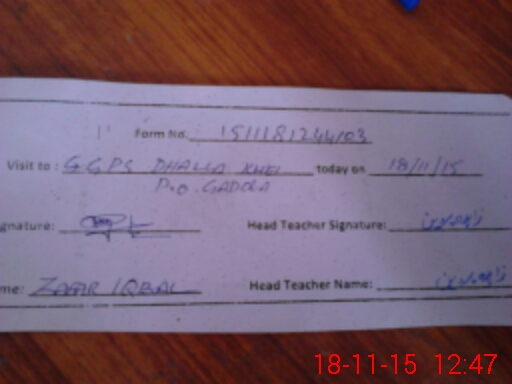 Form No. 151118124403
Visit to : GGPS DHALLA KHEL today on 18/11/15
P.O. GADOLA
gnature: Head Teacher Signature:
me: ZAFAR IQBAL Head Teacher Name:
18-11-15 12:47